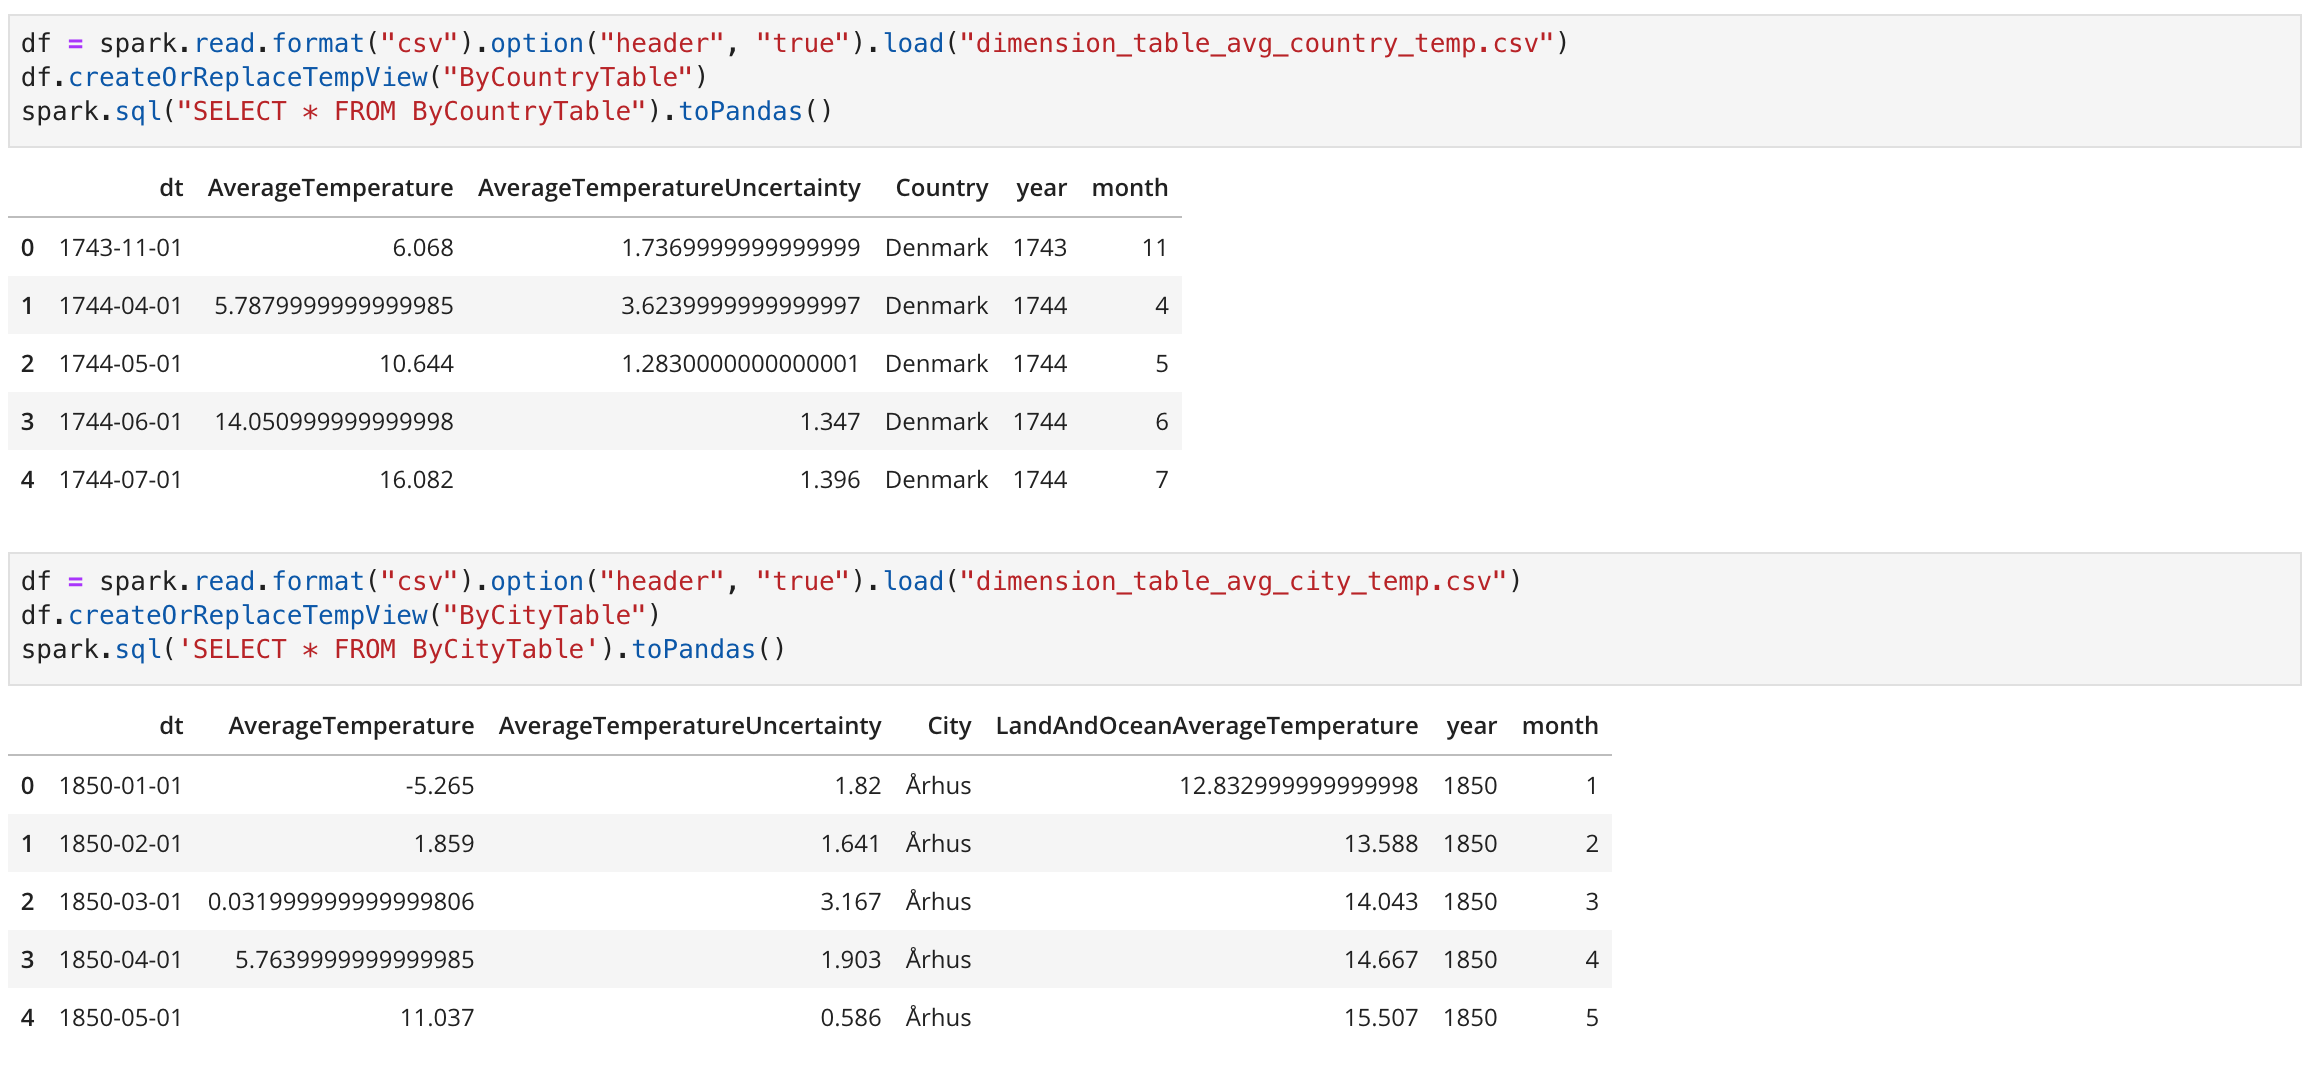 df = spark.read.format("csv").option("header", "true").load("dimension_table_avg_country_temp.csv")
df.createOrReplaceTempView("ByCountryTable")
spark.sql("SELECT * FROM ByCountryTable").toPandas()
dt AverageTemperature AverageTemperatureUncertainty Country year month
0 1743-11-01 6.068 1.7369999999999999 Denmark 1743 11
1 1744-04-01 5.7879999999999985 3.6239999999999997 Denmark 1744 4
2 1744-05-01 10.644 1.2830000000000001 Denmark 1744 5
3 1744-06-01 14.050999999999998 1.347 Denmark 1744 6
4 1744-07-01 16.082 1.396 Denmark 1744 7
df = spark.read.format("csv").option("header", "true").load("dimension_table_avg_city_temp.csv")
df.createOrReplaceTempView("ByCityTable")
spark.sql('SELECT * FROM ByCityTable').toPandas()
dt AverageTemperature AverageTemperatureUncertainty City LandAndOceanAverageTemperature year month
0 1850-01-01 -5.265 1.82 Århus 12.832999999999998 1850 1
1 1850-02-01 1.859 1.641 Århus 13.588 1850 2
2 1850-03-01 0.031999999999999806 3.167 Århus 14.043 1850 3
3 1850-04-01 5.7639999999999985 1.903 Århus 14.667 1850 4
4 1850-05-01 11.037 0.586 Århus 15.507 1850 5